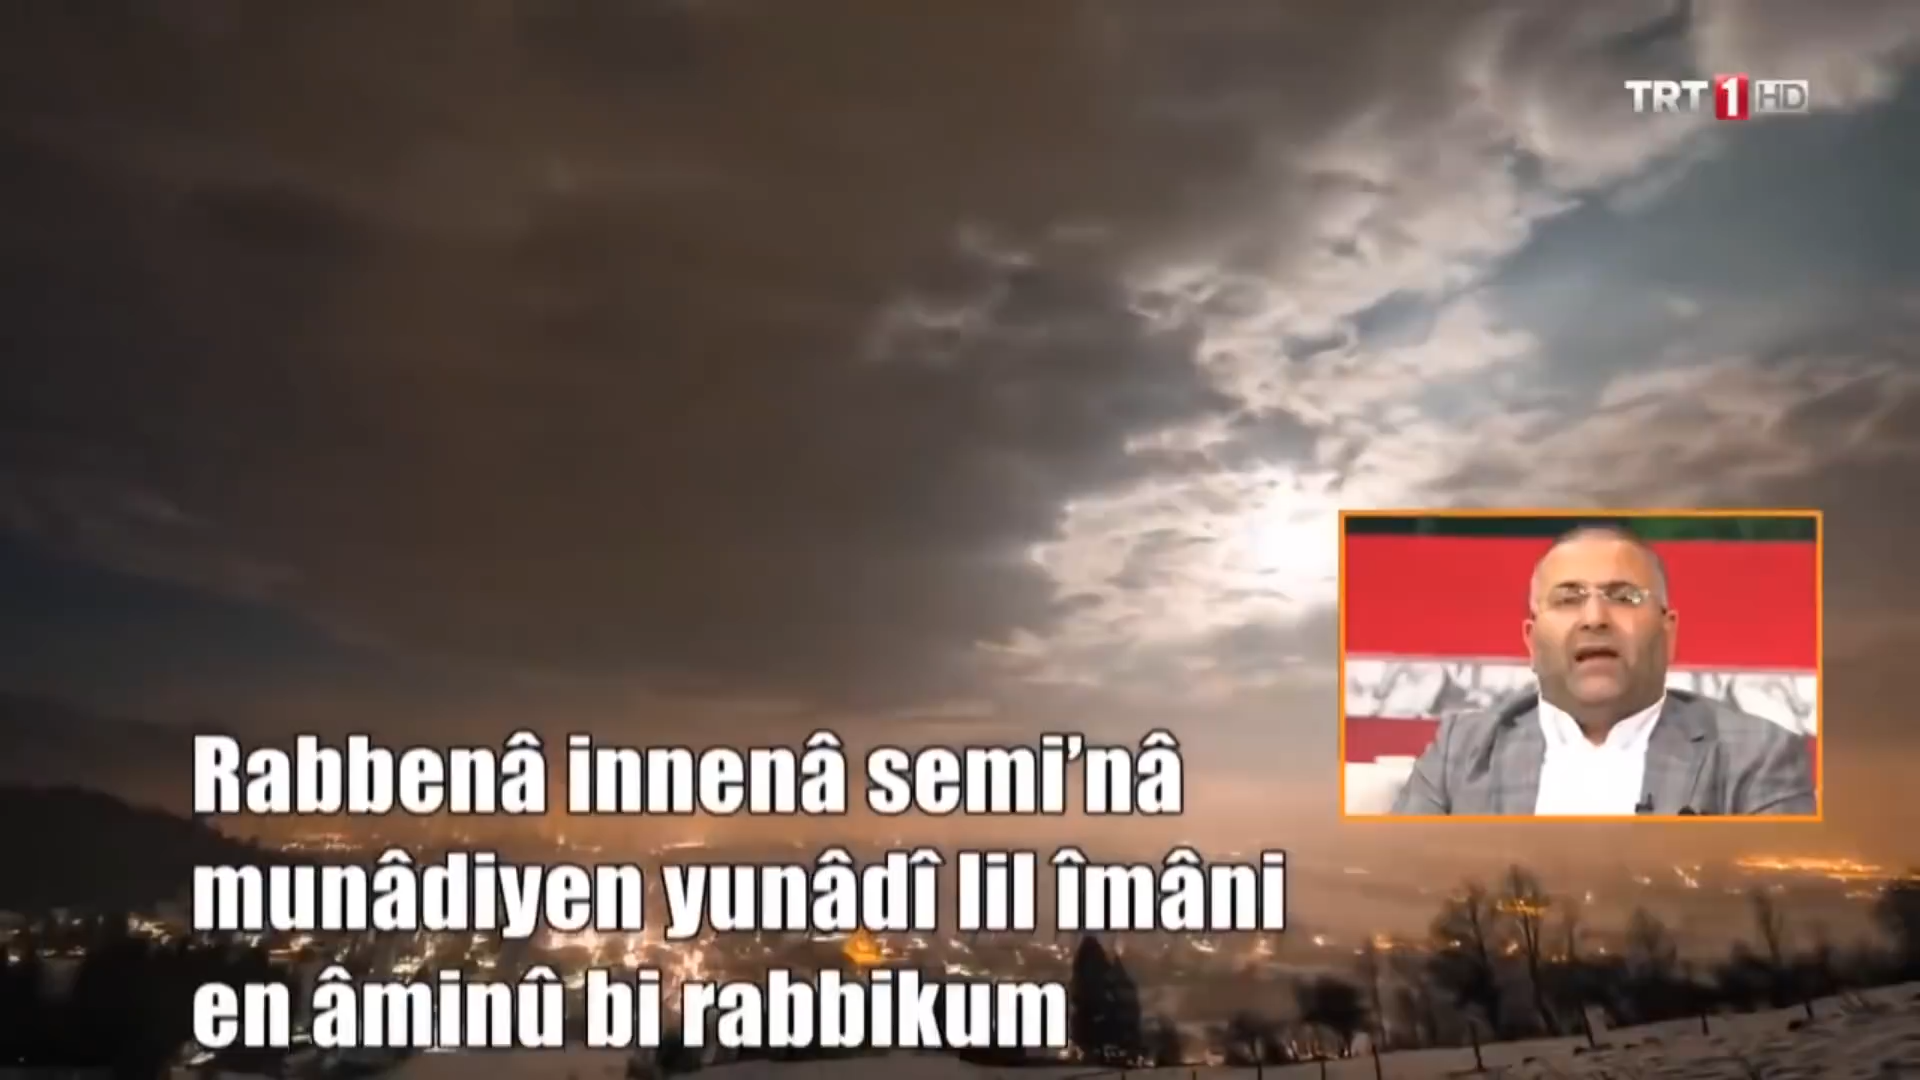 TRT 1 HD
Rabbenâ innenâ semi’nâ
munâdiyen yunâdî lil îmâni
en âminû bi rabbikum